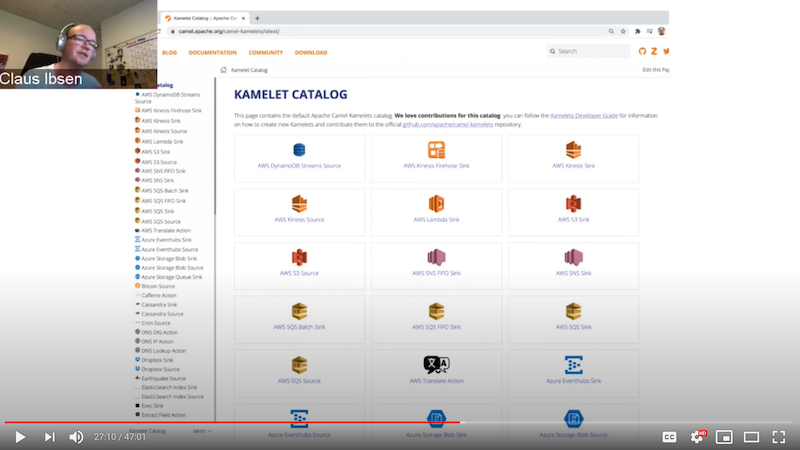 Kamelet Catalog - Apache Ca
camel.apache.org/camel-kamelets/latest/
BLOG DOCUMENTATION COMMUNITY DOWNLOAD
Search
Claus Ibsen
Kamelet Catalog
Edit this Pag
Catalog
AWS DynamoDB Streams
Source
AWS Kinesis Firehose Sink
AWS Kinesis Sink
AWS Kinesis Source
AWS Lambda Sink
AWS S3 Sink
AWS S3 Source
AWS SNS FIFO Sink
AWS SNS Sink
AWS SQS Batch Sink
AWS SQS FIFO Sink
AWS SQS Sink
AWS SQS Source
AWS Translate Action
Azure Eventhubs Sink
Azure Eventhubs Source
Azure Storage Blob Sink
Azure Storage Blob Source
Azure Storage Queue Sink
Bitcoin Source
Caffeine Action
Cassandra Sink
Cassandra Source
Cron Source
DNS DIG Action
DNS IP Action
DNS Lookup Action
Dropbox Sink
Dropbox Source
Earthquake Source
ElasticSearch Index Sink
ElasticSearch Index Source
Exec Sink
Extract Field Action
Kamelet Catalog latest
KAMELET CATALOG
This page contains the default Apache Camel Kamelets catalog. We love contributions for this catalog: you can follow the Kamelets Developer Guide for information
on how to create new Kamelets and contribute them to the official github.com/apache/camel-kamelets repository.
AWS DynamoDB Streams Source
AWS Kinesis Firehose Sink
AWS Kinesis Sink
AWS Kinesis Source
AWS Lambda Sink
AWS S3 Sink
AWS S3 Source
AWS SNS FIFO Sink
AWS SNS Sink
AWS SQS Batch Sink
AWS SQS FIFO Sink
AWS SQS Sink
AWS SQS Source
AWS Translate Action
Azure Eventhubs Sink
Azure Eventhubs Source
Azure Storage Blob Sink
Azure Storage Blob Source
27:10 / 47:01
CC
HD